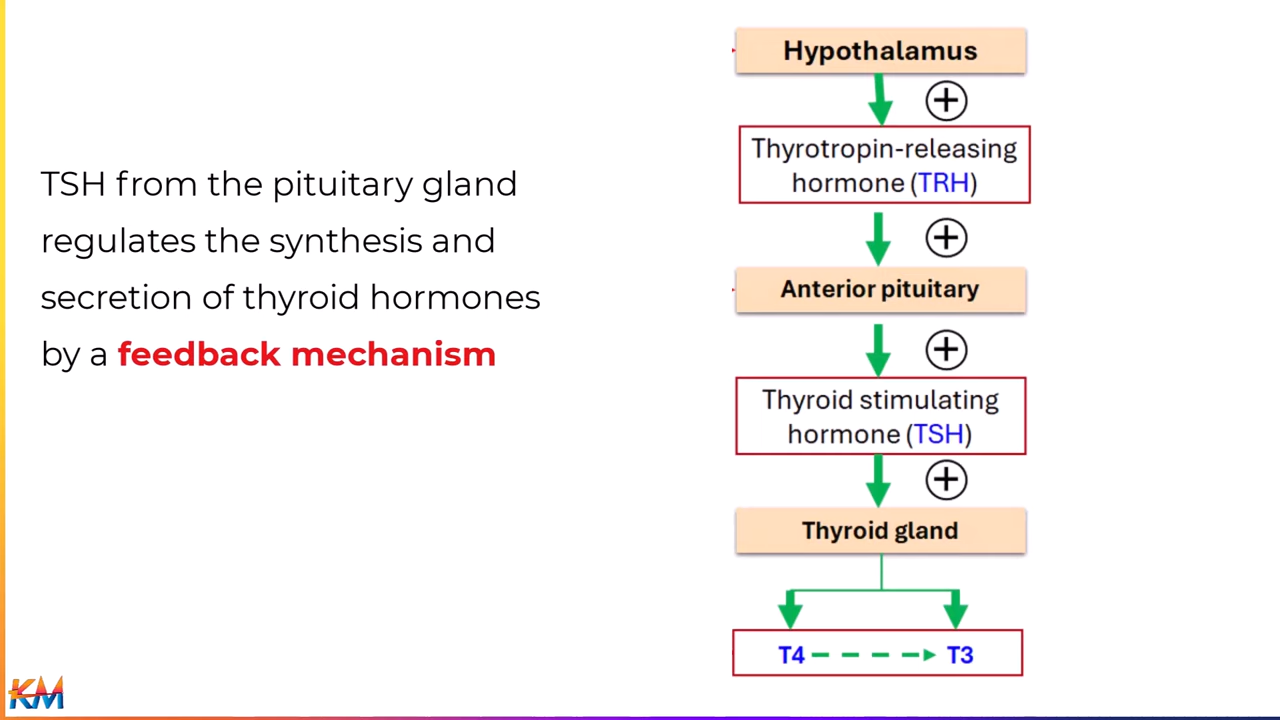 TSH from the pituitary gland
regulates the synthesis and
secretion of thyroid hormones
by a feedback mechanism
Hypothalamus
+
Thyrotropin-releasing
hormone (TRH)
+
Anterior pituitary
+
Thyroid stimulating
hormone (TSH)
+
Thyroid gland
T4 T3
KM